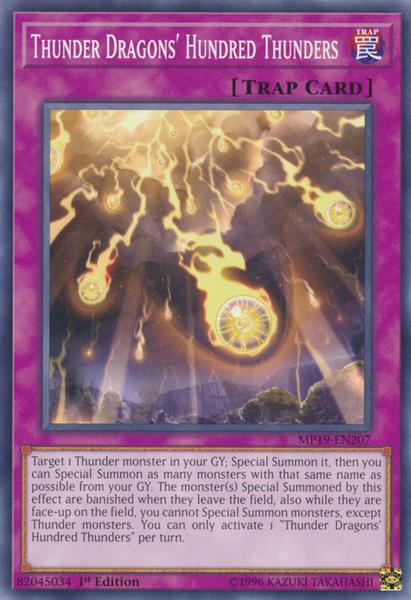 THUNDER DRAGONS' HUNDRED THUNDERS
TRAP
罠
[TRAP CARD]
MP19-EN207
Target 1 Thunder monster in your GY; Special Summon it, then you
can Special Summon as many monsters with that same name as
possible from your GY. The monster(s) Special Summoned by this
effect are banished when they leave the field, also while they are
face-up on the field, you cannot Special Summon monsters, except
Thunder monsters. You can only activate 1 "Thunder Dragons'
Hundred Thunders" per turn.
82045034 1st Edition ©1996 KAZUKI TAKAHASHI